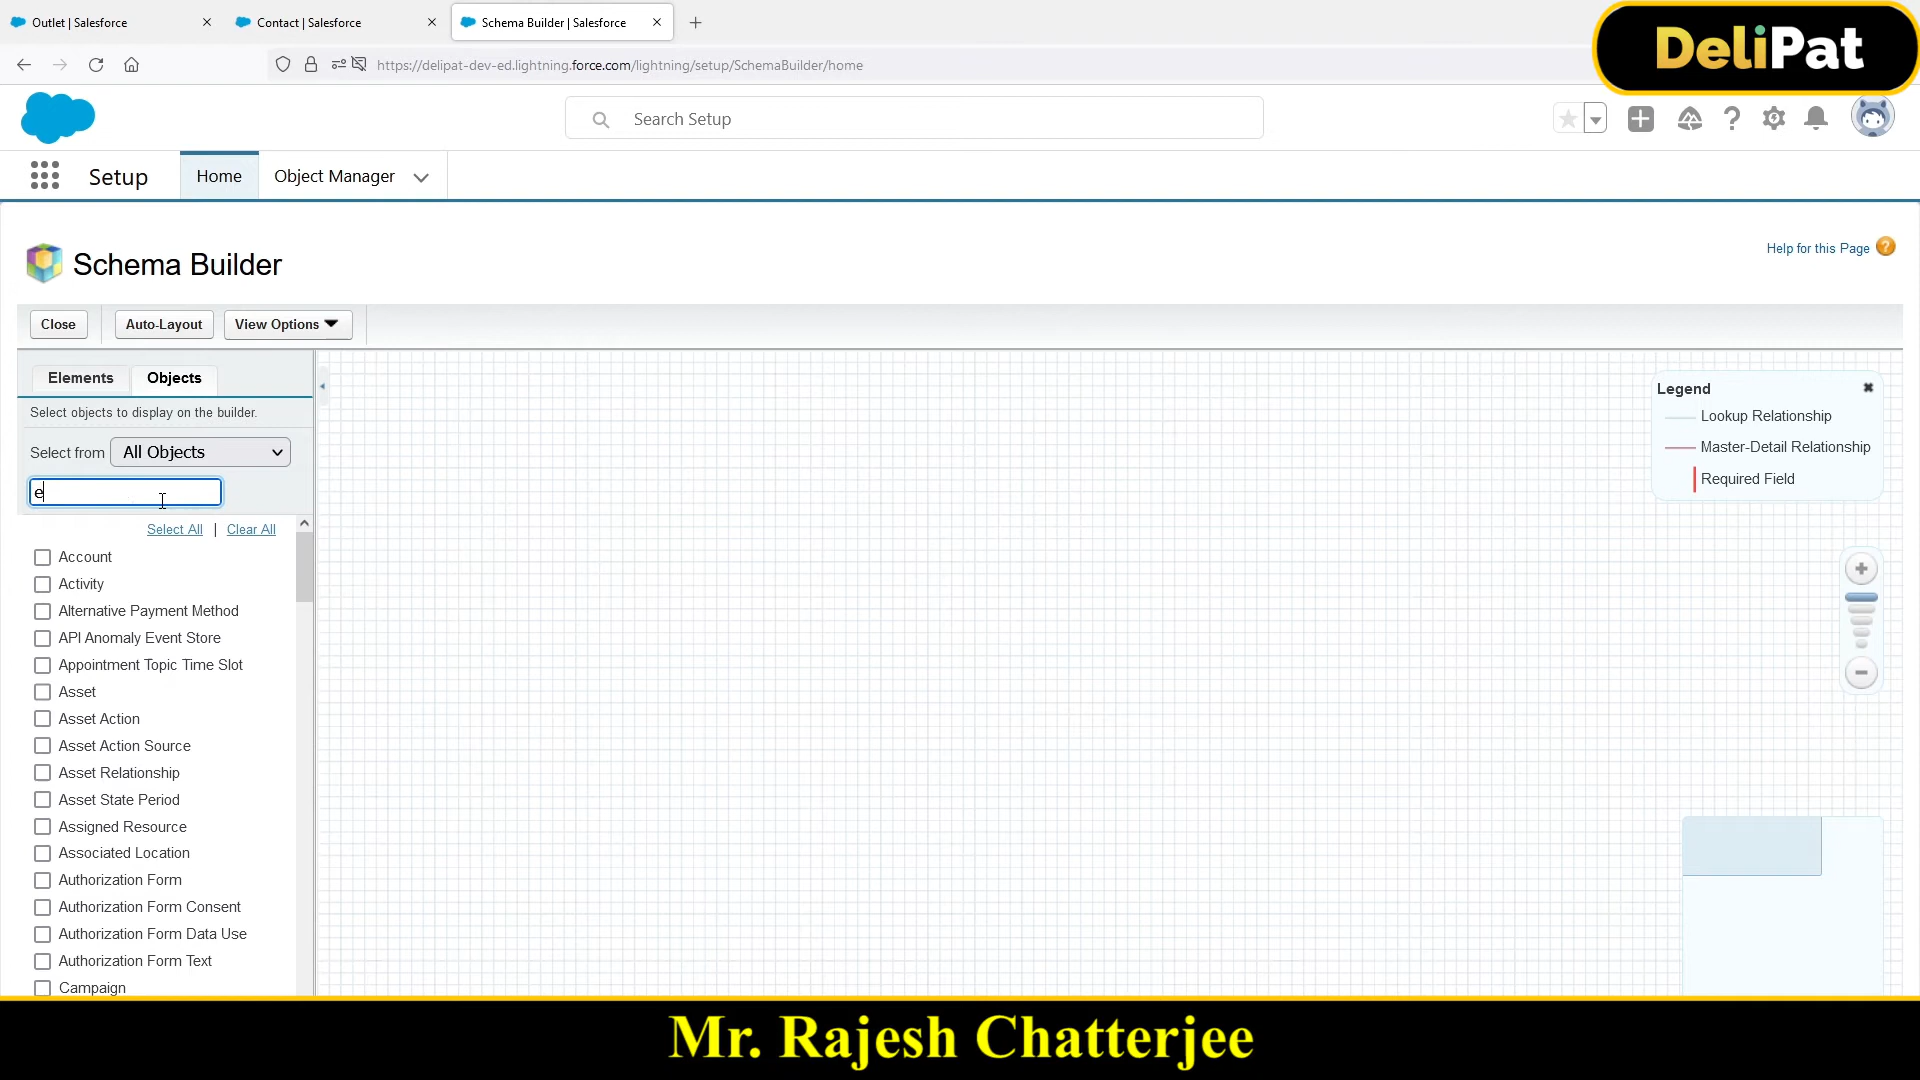 Outlet | Salesforce
Contact | Salesforce
Schema Builder | Salesforce
DeliPat
https://delipat-dev-ed.lightning.force.com/lightning/setup/SchemaBuilder/home
Search Setup
Setup
Home
Object Manager
Schema Builder
Help for this Page
Close
Auto-Layout
View Options
Elements
Objects
Select objects to display on the builder.
Select from All Objects
e
Select All | Clear All
Account
Activity
Alternative Payment Method
API Anomaly Event Store
Appointment Topic Time Slot
Asset
Asset Action
Asset Action Source
Asset Relationship
Asset State Period
Assigned Resource
Associated Location
Authorization Form
Authorization Form Consent
Authorization Form Data Use
Authorization Form Text
Campaign
Legend
Lookup Relationship
Master-Detail Relationship
Required Field
Mr. Rajesh Chatterjee